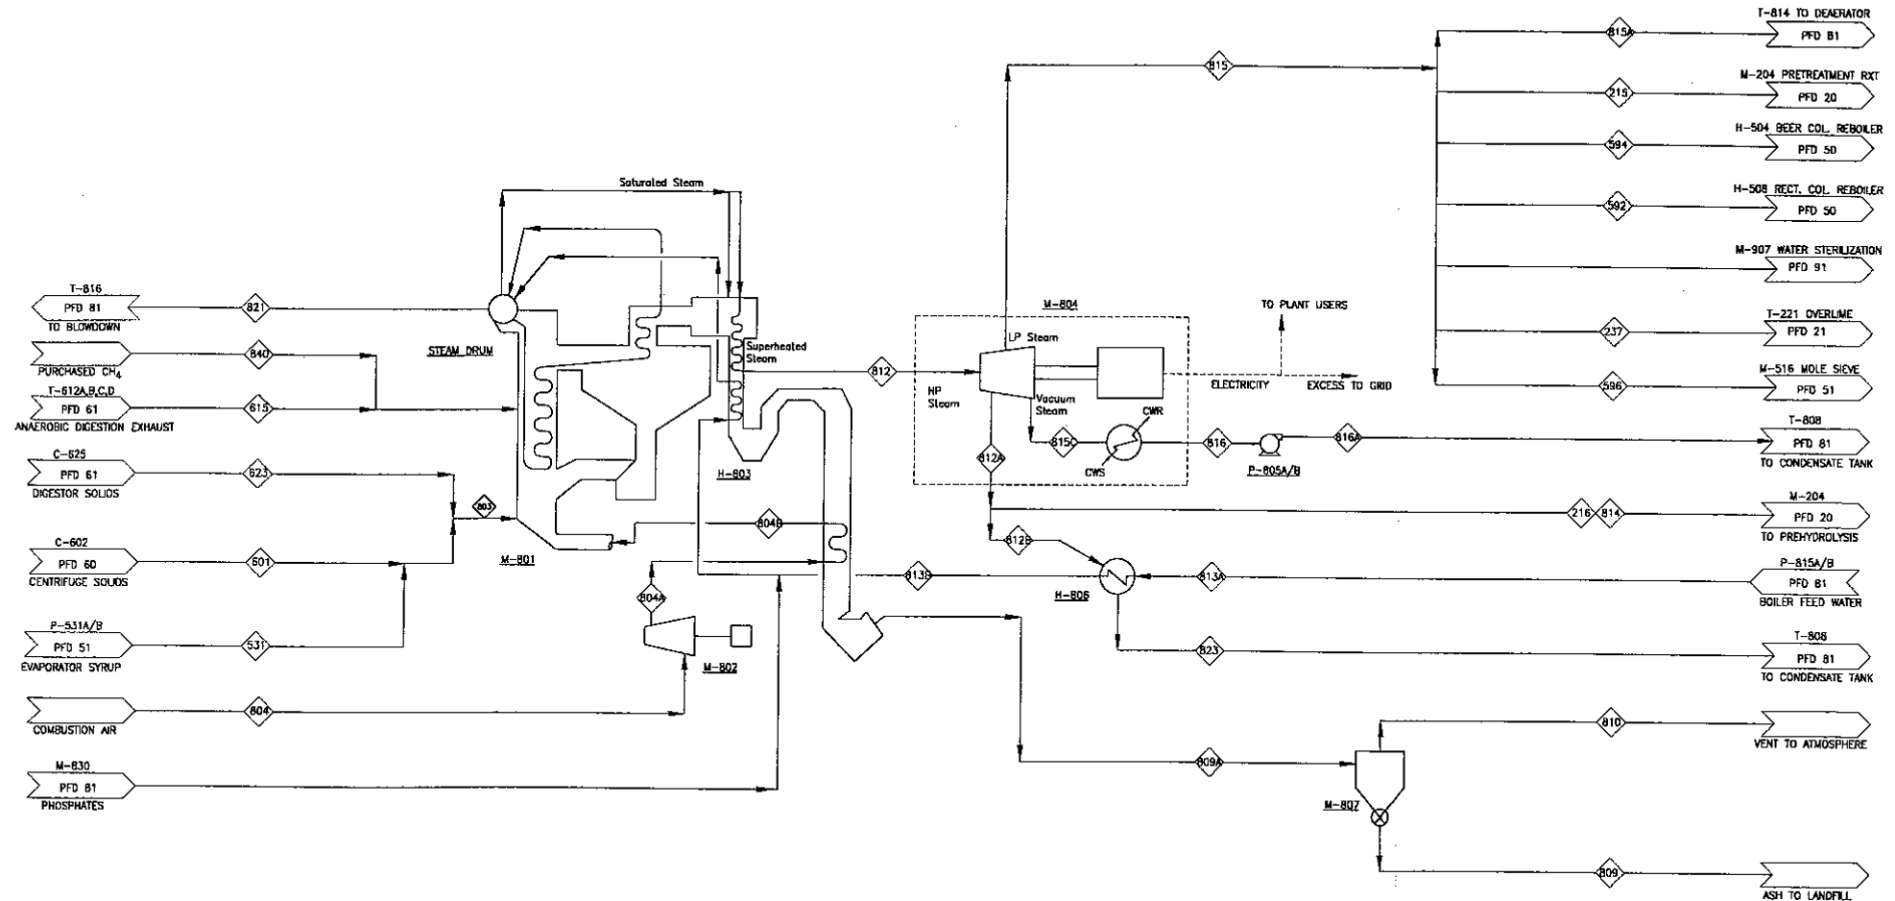 T-814 TO DEAERATOR
815A
PFD 81
815
M-204 PRETREATMENT RXT
215
PFD 20
H-504 BEER COL. REBOILER
594
PFD 50
Saturated Steam
H-508 RECT. COL. REBOILER
592
PFD 50
M-907 WATER STERILIZATION
PFD 91
T-816
PFD 81
821
TO BLOWDOWN
M-804
TO PLANT USERS
T-221 OVERLIME
237
PFD 21
LP Steam
STEAM DRUM
Superheated
Steam
840
PURCHASED CH4
812
ELECTRICITY
EXCESS TO GRID
M-516 MOLE SIEVE
596
PFD 51
HP
Steam
Vacuum
Steam
T-612A,B,C,D
PFD 61
615
ANAEROBIC DIGESTION EXHAUST
CWR
815C
816
816A
T-808
PFD 81
TO CONDENSATE TANK
CWS
P-805A/B
812A
C-625
PFD 61
623
DIGESTOR SOLIDS
H-803
803
M-204
216
814
PFD 20
TO PREHYDROLYSIS
804B
812B
C-602
PFD 60
601
CENTRIFUGE SOLIDS
M-801
P-815A/B
813B
813A
PFD 81
H-806
BOILER FEED WATER
804A
P-531A/B
PFD 51
531
EVAPORATOR SYRUP
M-802
T-808
823
PFD 81
TO CONDENSATE TANK
804
COMBUSTION AIR
810
VENT TO ATMOSPHERE
M-830
PFD 81
PHOSPHATES
809A
M-807
809
ASH TO LANDFILL